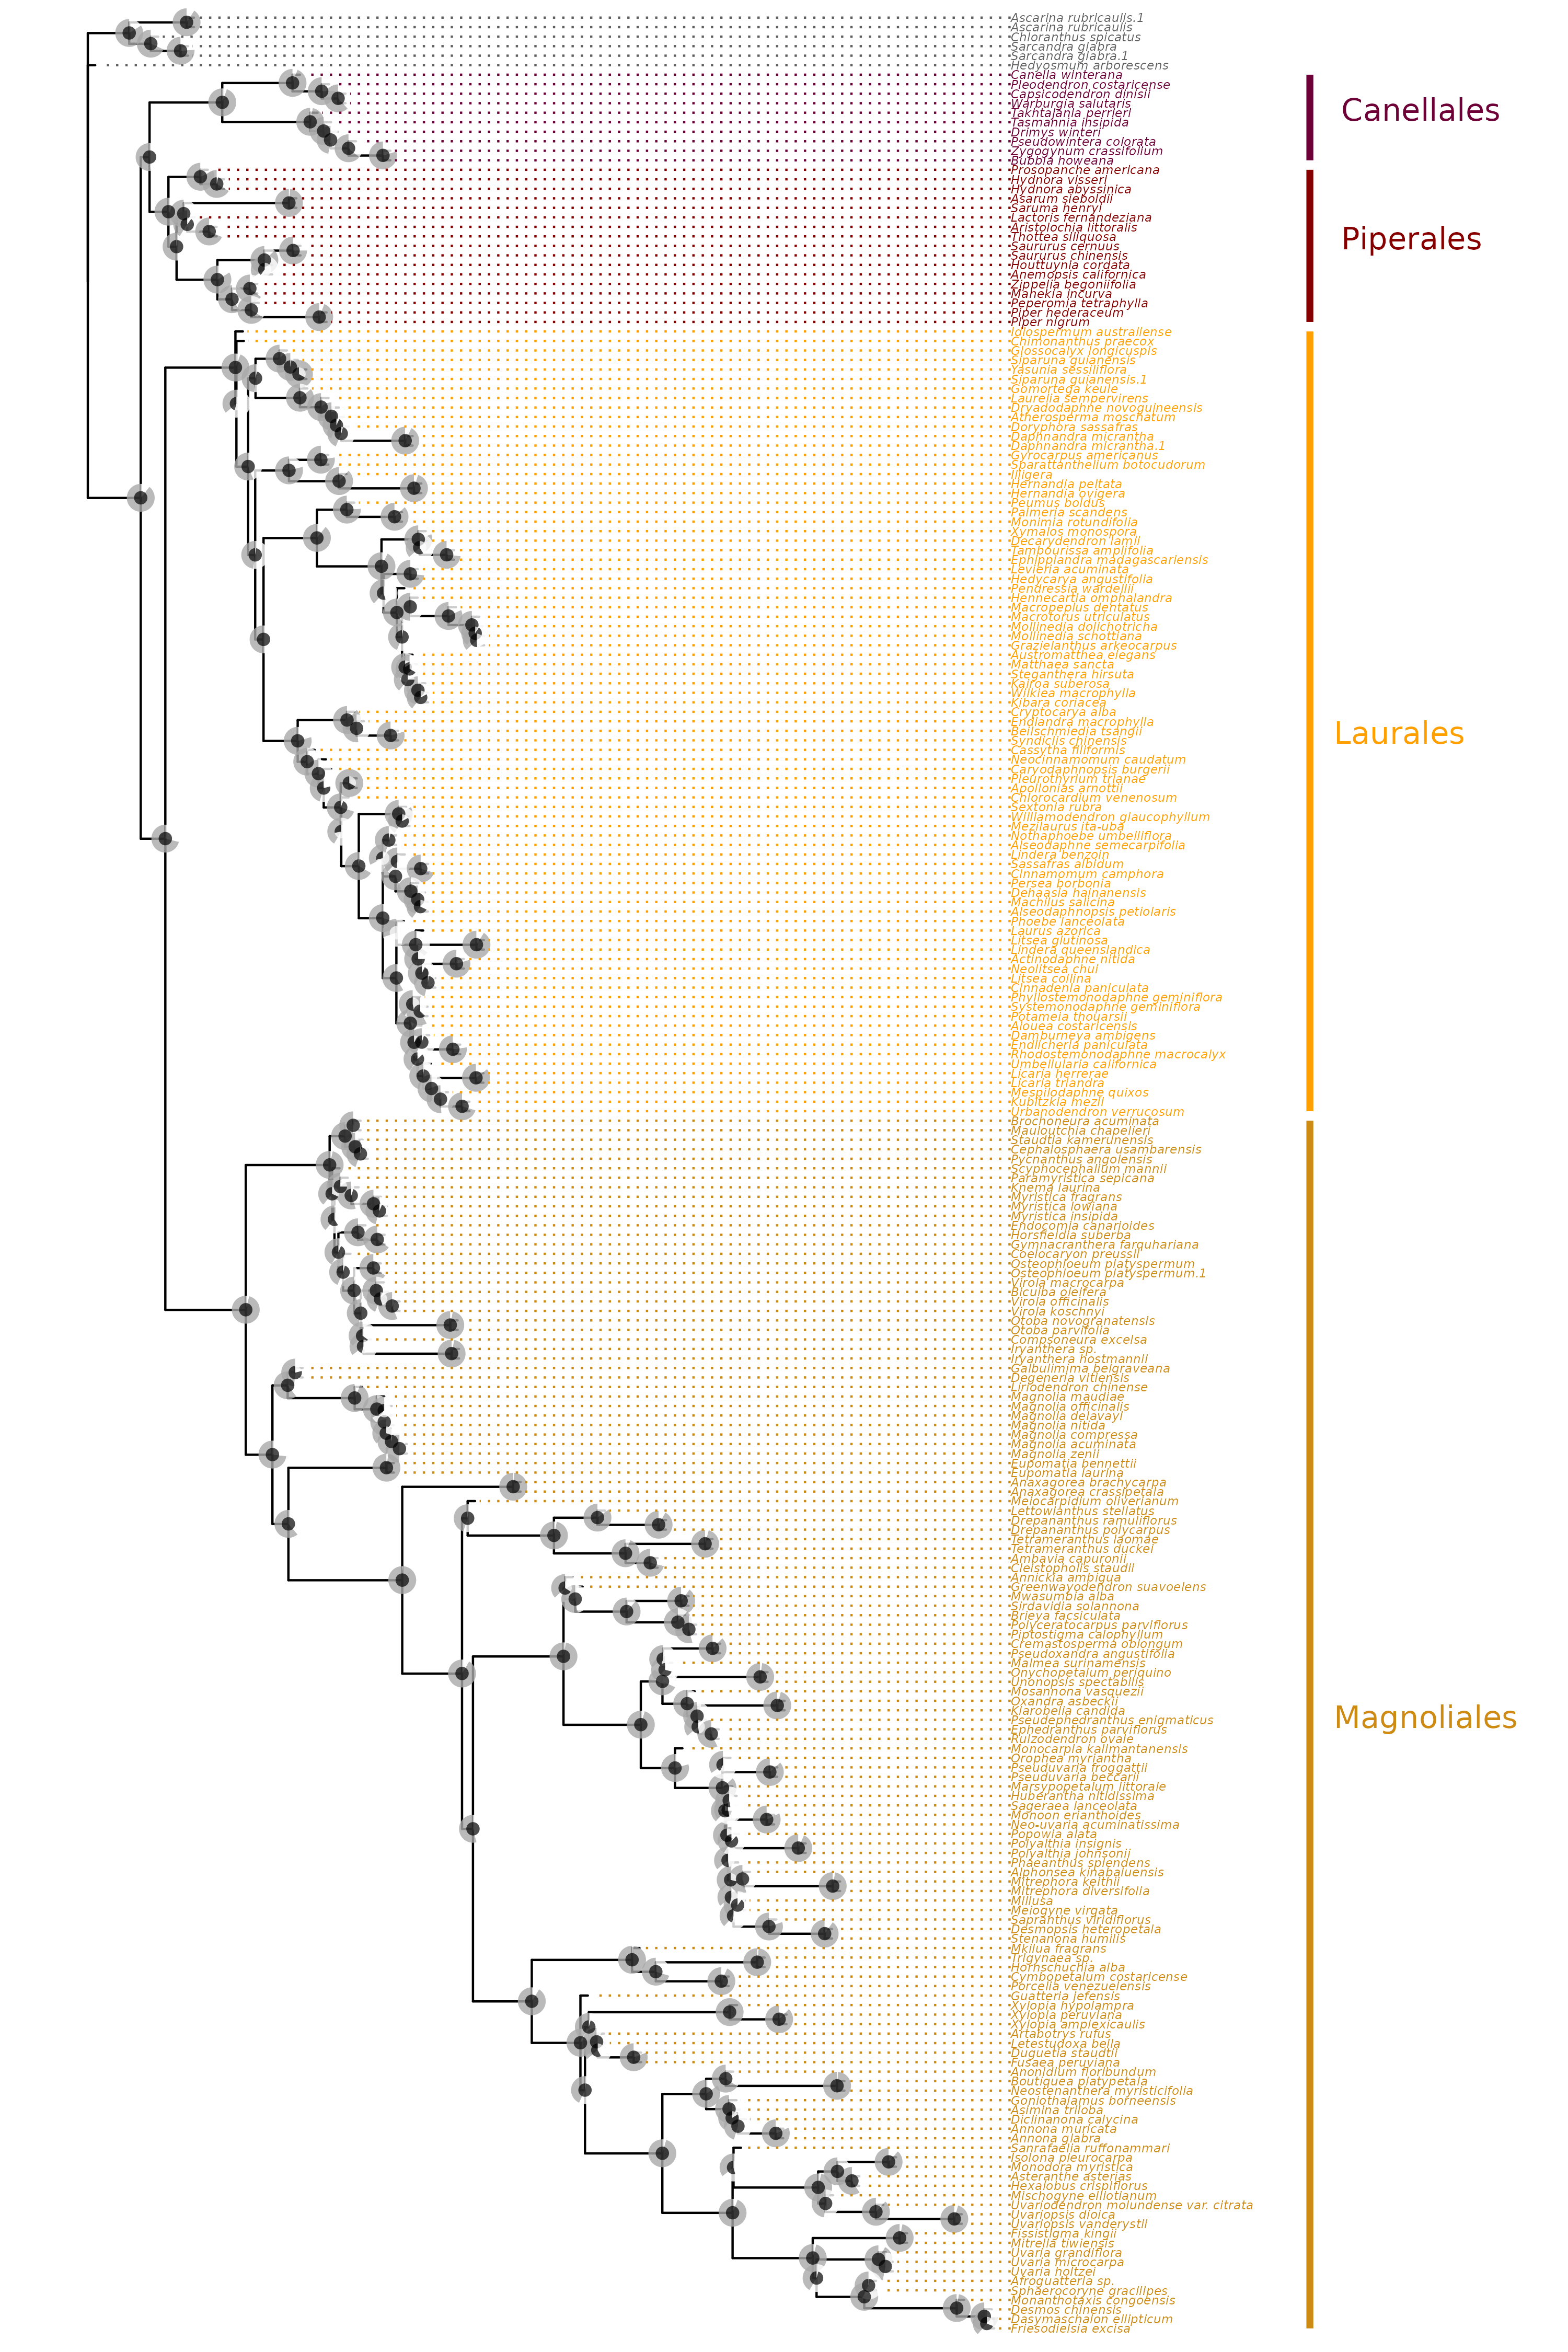 Ascarina rubricaulis.1
Ascarina rubricaulis
Chloranthus spicatus
Sarcandra glabra
Sarcandra glabra.1
Hedyosmum arborescens
Canella winterana
Pleodendron costaricense
Capsicodendron dinisii
Warburgia salutaris
Takhtajania perrieri
Tasmannia insipida
Drimys winteri
Pseudowintera colorata
Zygogynum crassifolium
Bubbia howeana
Canellales
Prosopanche americana
Hydnora visseri
Hydnora abyssinica
Asarum sieboldii
Saruma henryi
Lactoris fernandeziana
Aristolochia littoralis
Thottea siliquosa
Saururus cernuus
Saururus chinensis
Houttuynia cordata
Anemopsis californica
Zippelia begoniifolia
Manekia incurva
Peperomia tetraphylla
Piper hederaceum
Piper nigrum
Piperales
Idiospermum australiense
Chimonanthus praecox
Glossocalyx longicuspis
Siparuna guianensis
Yasunia sessiliflora
Siparuna guianensis.1
Gomortega keule
Laurelia sempervirens
Dryadodaphne novoguineensis
Atherosperma moschatum
Doryphora sassafras
Daphnandra micrantha
Daphnandra micrantha.1
Gyrocarpus americanus
Sparattanthelium botocudorum
Illigera
Hernandia peltata
Hernandia ovigera
Peumus boldus
Palmeria scandens
Monimia rotundifolia
Xymalos monospora
Decarydendron lamii
Tambourissa amplifolia
Ephippiandra madagascariensis
Levieria acuminata
Hedycarya angustifolia
Pendressia wardellii
Hennecartia omphalandra
Macropeplus dentatus
Macrotorus utriculatus
Mollinedia dolichotricha
Mollinedia schottiana
Grazielanthus arkeocarpus
Austromatthea elegans
Matthaea sancta
Steganthera hirsuta
Kairoa suberosa
Wilkiea macrophylla
Kibara coriacea
Cryptocarya alba
Endiandra macrophylla
Beilschmiedia tsangii
Syndiclis chinensis
Cassytha filiformis
Neocinnamomum caudatum
Caryodaphnopsis burgerii
Pleurothyrium trianae
Apollonias arnottii
Chlorocardium venenosum
Sextonia rubra
Williamodendron glaucophyllum
Mezilaurus ita-uba
Nothaphoebe umbelliflora
Alseodaphne semecarpifolia
Lindera benzoin
Sassafras albidum
Cinnamomum camphora
Persea borbonia
Dehaasia hainanensis
Machilus salicina
Alseodaphnopsis petiolaris
Phoebe lanceolata
Laurus azorica
Litsea glutinosa
Lindera queenslandica
Actinodaphne nitida
Neolitsea chui
Litsea collina
Cinnadenia paniculata
Phyllostemonodaphne geminiflora
Systemonodaphne geminiflora
Potameia thouarsii
Aiouea costaricensis
Damburneya ambigens
Endlicheria paniculata
Rhodostemonodaphne macrocalyx
Umbellularia californica
Licaria herrerae
Licaria triandra
Mespilodaphne quixos
Kubitzkia mezii
Urbanodendron verrucosum
Laurales
Brochoneura acuminata
Mauloutchia chapelieri
Staudtia kamerunensis
Cephalosphaera usambarensis
Pycnanthus angolensis
Scyphocephalium mannii
Paramyristica sepicana
Knema laurina
Myristica fragrans
Myristica lowiana
Myristica insipida
Endocomia canarioides
Horsfieldia superba
Gymnacranthera farquhariana
Coelocaryon preussii
Osteophloeum platyspermum
Osteophloeum platyspermum.1
Virola macrocarpa
Bicuiba oleifera
Virola officinalis
Virola koschnyi
Otoba novogranatensis
Otoba parvifolia
Compsoneura excelsa
Iryanthera sp.
Iryanthera hostmannii
Galbulimima belgraveana
Degeneria vitiensis
Liriodendron chinense
Magnolia maudiae
Magnolia officinalis
Magnolia delavayi
Magnolia nitida
Magnolia compressa
Magnolia acuminata
Magnolia zenii
Eupomatia bennettii
Eupomatia laurina
Anaxagorea brachycarpa
Anaxagorea crassipetala
Meiocarpidium oliverianum
Lettowianthus stellatus
Drepananthus ramuliflorus
Drepananthus polycarpus
Tetrameranthus laomae
Tetrameranthus duckei
Ambavia capuronii
Cleistopholis staudii
Annickia ambigua
Greenwayodendron suavoelens
Mwasumbia alba
Sirdavidia solannona
Brieya facsiculata
Polyceratocarpus parviflorus
Piptostigma calophyllum
Cremastosperma oblongum
Pseudoxandra angustifolia
Malmea surinamensis
Onychopetalum periquino
Unonopsis spectabilis
Mosannona vasquezii
Oxandra asbeckii
Klarobelia candida
Pseudephedranthus enigmaticus
Ephedranthus parviflorus
Ruizodendron ovale
Monocarpia kalimantanensis
Orophea myriantha
Pseuduvaria froggattii
Pseuduvaria beccarii
Marsypopetalum littorale
Huberantha nitidissima
Sageraea lanceolata
Monoon erianthoides
Neo-uvaria acuminatissima
Popowia alata
Polyalthia insignis
Polyalthia johnsonii
Phaeanthus splendens
Alphonsea kinabaluensis
Mitrephora keithii
Mitrephora diversifolia
Miliusa
Meiogyne virgata
Sapranthus viridiflorus
Desmopsis heteropetala
Stenanona humilis
Mkilua fragrans
Trigynaea sp.
Hornschuchia alba
Cymbopetalum costaricense
Porcelia venezuelensis
Guatteria jefensis
Xylopia hypolampra
Xylopia peruviana
Xylopia amplexicaulis
Artabotrys rufus
Letestudoxa bella
Duguetia staudtii
Fusaea peruviana
Anonidium floribundum
Boutiquea platypetala
Neostenanthera myristicifolia
Goniothalamus borneensis
Asimina triloba
Diclinanona calycina
Annona muricata
Annona glabra
Sanrafaelia ruffonammari
Isolona pleurocarpa
Monodora myristica
Asteranthe asterias
Hexalobus crispiflorus
Mischogyne elliotianum
Uvariodendron molundense var. citrata
Uvariopsis dioica
Uvariopsis vanderystii
Fissistigma kingii
Mitrella tiwiensis
Uvaria grandiflora
Uvaria microcarpa
Uvaria holtzei
Afroguatteria sp.
Sphaerocoryne gracilipes
Monanthotaxis congoensis
Desmos chinensis
Dasymaschalon ellipticum
Friesodielsia excisa
Magnoliales